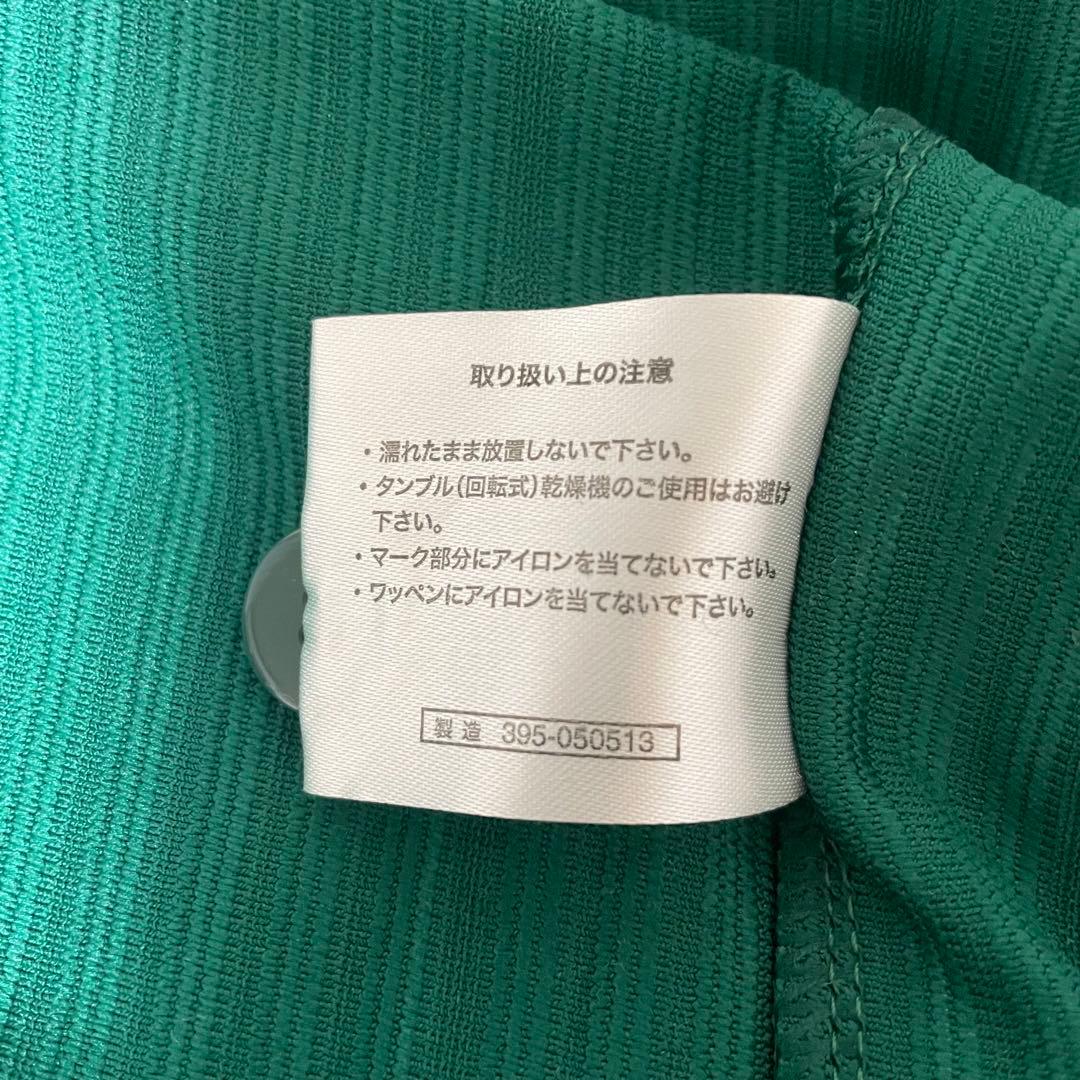 取り扱い上の注意
・濡れたまま放置しないで下さい。
・タンブル(回転式)乾燥機のご使用はお避け
下さい。
・マーク部分にアイロンを当てないで下さい。
・ワッペンにアイロンを当てないで下さい。
製造 395-050513